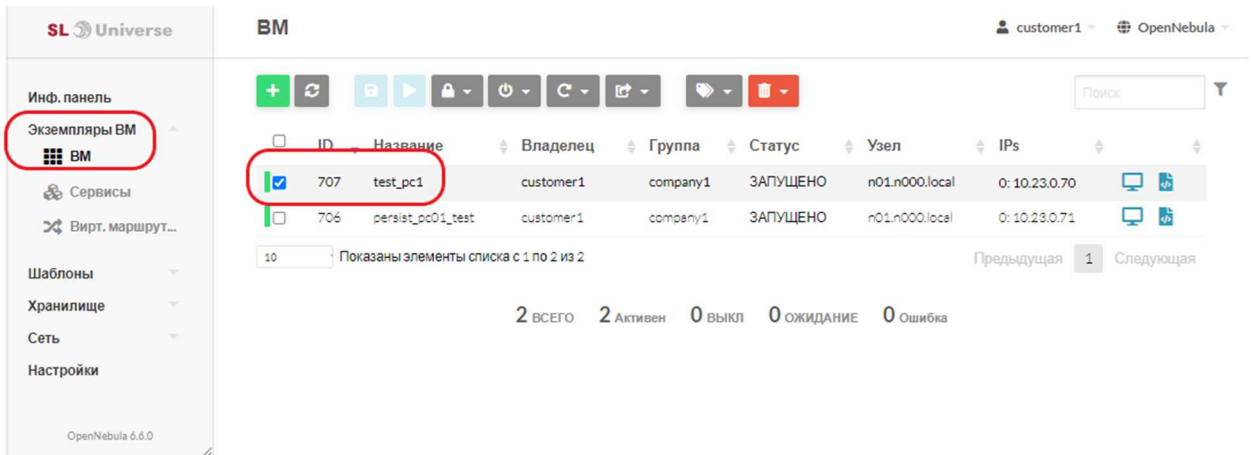 SL Universe
ВМ
customer1
OpenNebula
Инф. панель
Экземпляры ВМ
ВМ
Сервисы
Вирт. маршрут...
Шаблоны
Хранилище
Сеть
Настройки
OpenNebula 6.6.0
Поиск
ID Название Владелец Группа Статус Узел IPs
707 test_pc1 customer1 company1 ЗАПУЩЕНО n01.n000.local 0: 10.23.0.70
706 persist_pc01_test customer1 company1 ЗАПУЩЕНО n01.n000.local 0: 10.23.0.71
10 Показаны элементы списка с 1 по 2 из 2 Предыдущая 1 Следующая
2 ВСЕГО 2 Активен 0 ВЫКЛ 0 ОЖИДАНИЕ 0 Ошибка